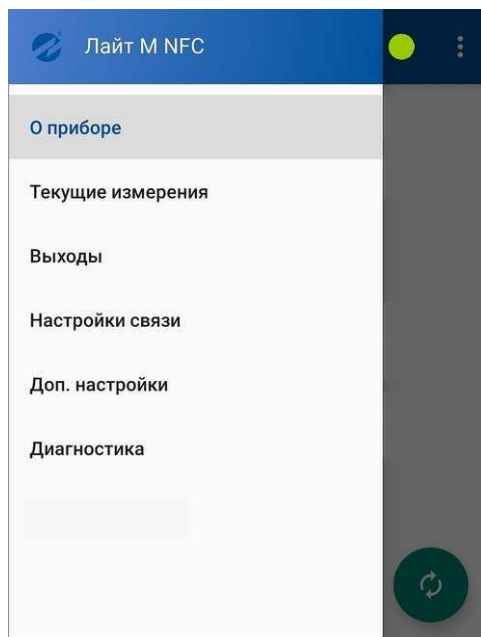 Лайт М NFC
О приборе
Текущие измерения
Выходы
Настройки связи
Доп. настройки
Диагностика